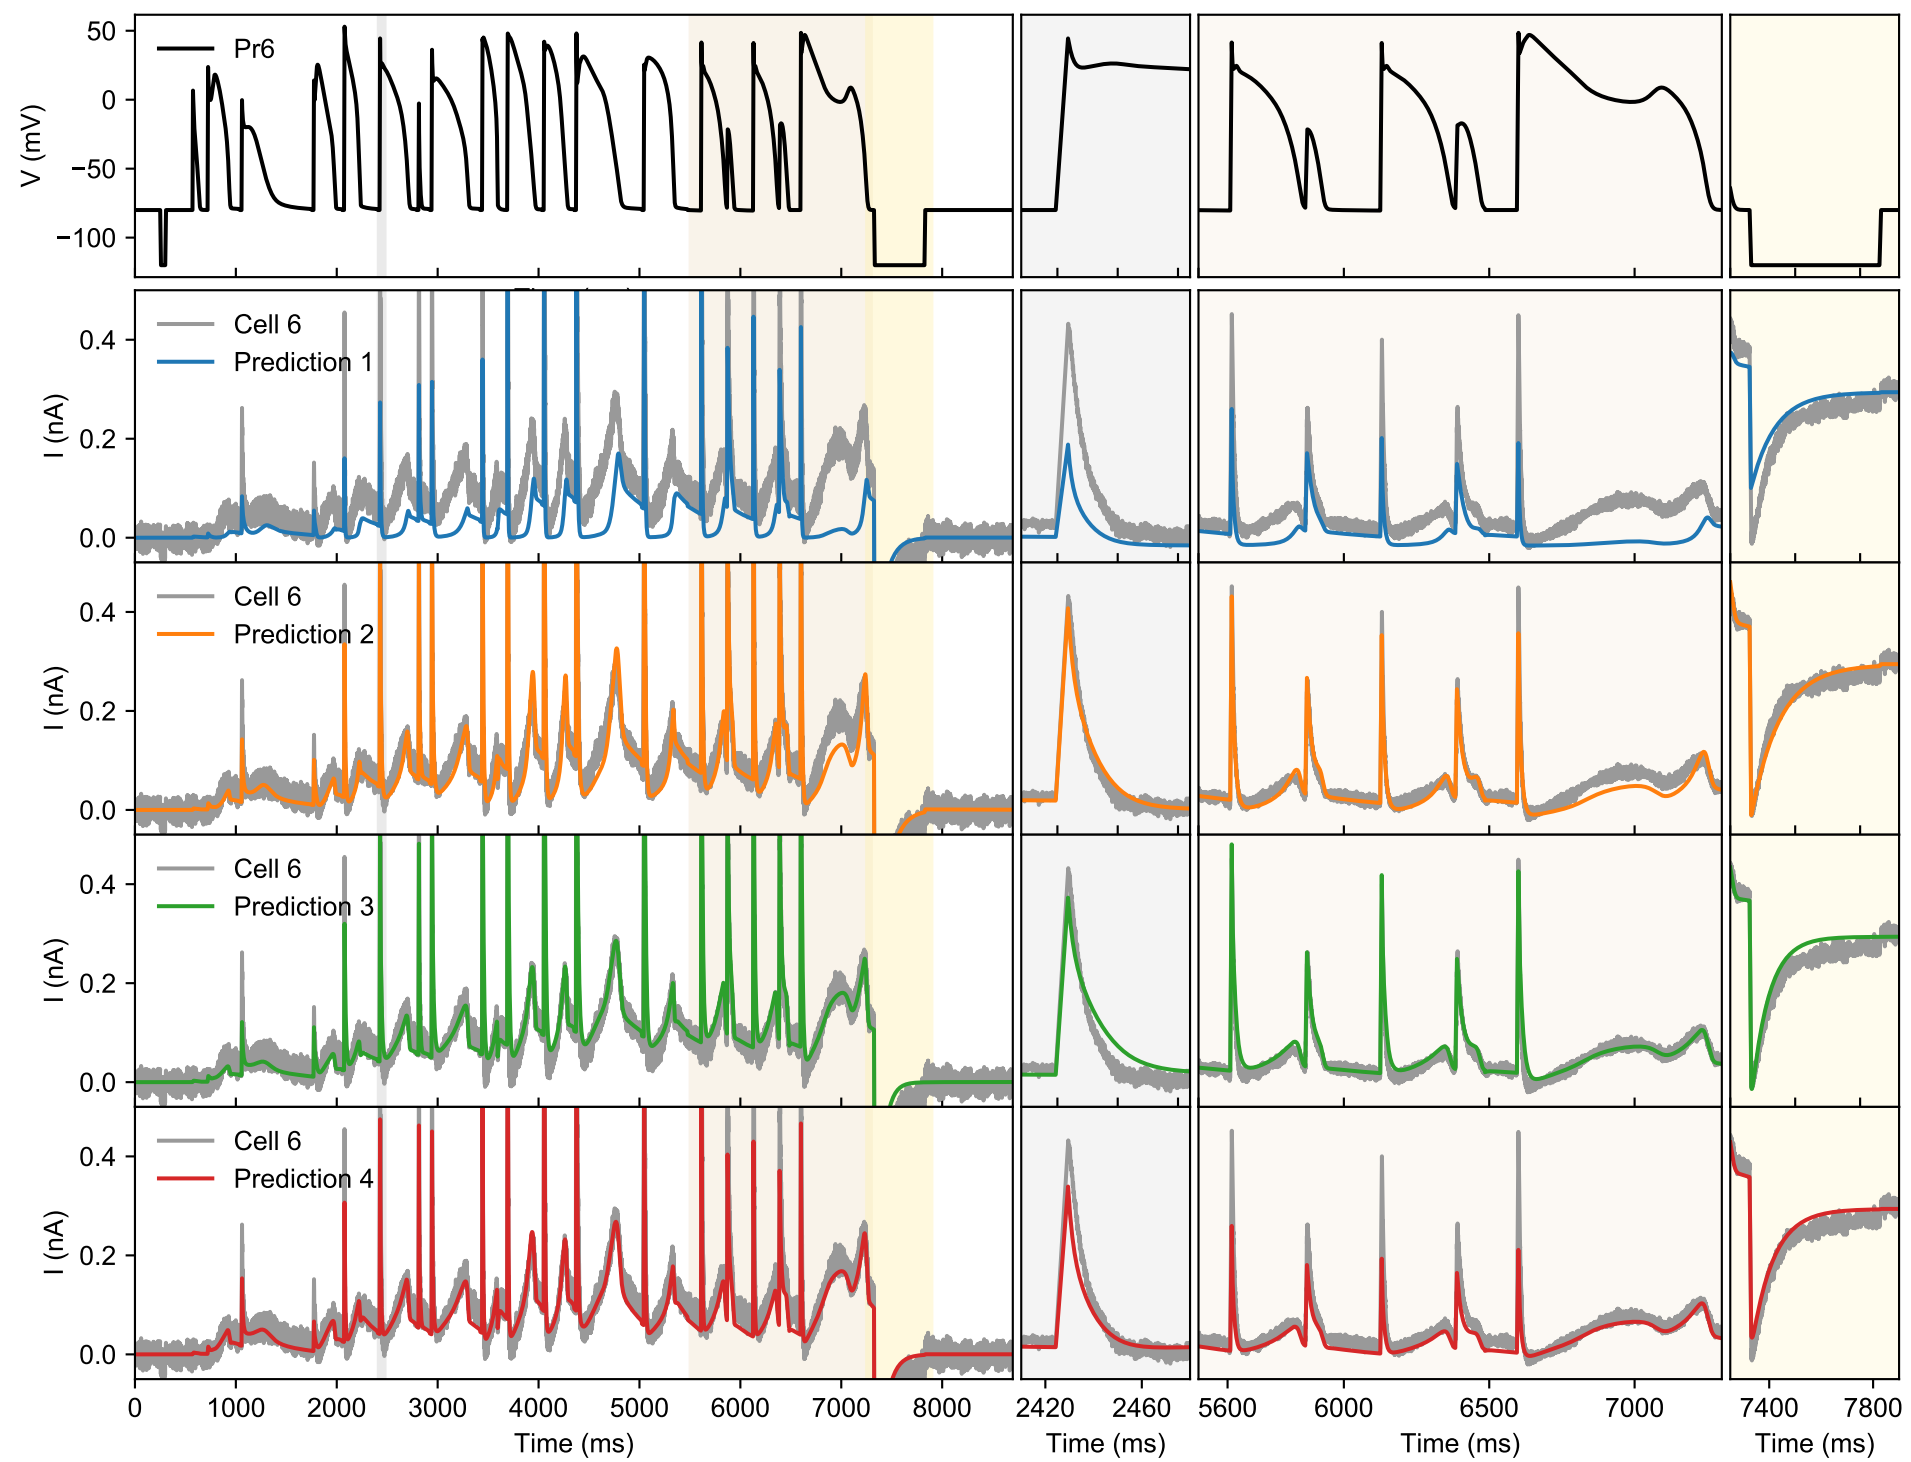 50
0
−50
−100
V (mV)
Pr6
0.4
0.2
0.0
I (nA)
Cell 6
Prediction 1
0.4
0.2
0.0
I (nA)
Cell 6
Prediction 2
0.4
0.2
0.0
I (nA)
Cell 6
Prediction 3
0.4
0.2
0.0
I (nA)
Cell 6
Prediction 4
0 1000 2000 3000 4000 5000 6000 7000 8000
2420 2460
5600 6000 6500 7000
7400 7800
Time (ms) Time (ms) Time (ms) Time (ms)